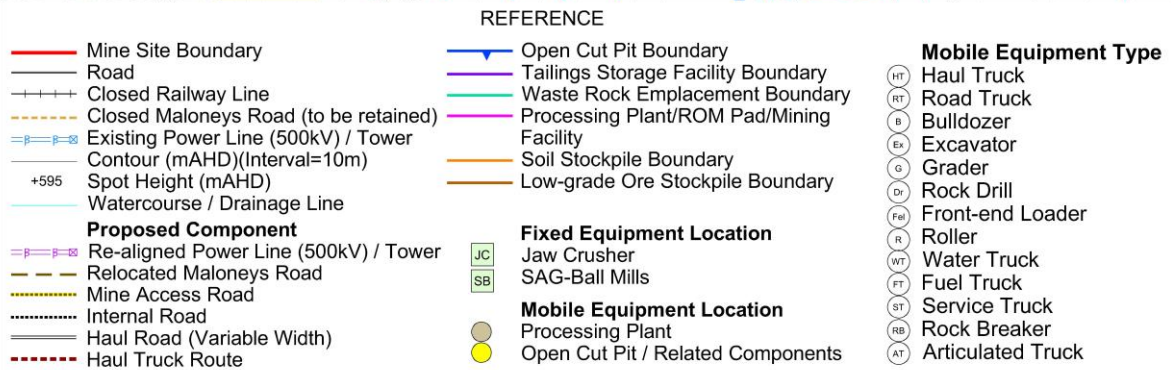 REFERENCE
Mine Site Boundary
Road
Closed Railway Line
Closed Maloneys Road (to be retained)
Existing Power Line (500kV) / Tower
Contour (mAHD)(Interval=10m)
+595 Spot Height (mAHD)
Watercourse / Drainage Line
Proposed Component
Re-aligned Power Line (500kV) / Tower
Relocated Maloneys Road
Mine Access Road
Internal Road
Haul Road (Variable Width)
Haul Truck Route
Open Cut Pit Boundary
Tailings Storage Facility Boundary
Waste Rock Emplacement Boundary
Processing Plant/ROM Pad/Mining
Facility
Soil Stockpile Boundary
Low-grade Ore Stockpile Boundary
Fixed Equipment Location
JC Jaw Crusher
SB SAG-Ball Mills
Mobile Equipment Location
Processing Plant
Open Cut Pit / Related Components
Mobile Equipment Type
HT Haul Truck
RT Road Truck
B Bulldozer
Ex Excavator
G Grader
Dr Rock Drill
Fel Front-end Loader
R Roller
WT Water Truck
FT Fuel Truck
ST Service Truck
RB Rock Breaker
AT Articulated Truck